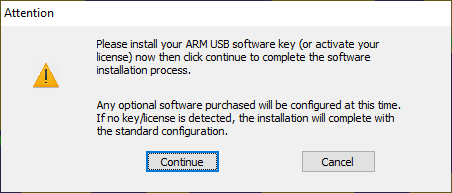 Attention
Please install your ARM USB software key (or activate your
license) now then click continue to complete the software
installation process.
Any optional software purchased will be configured at this time.
If no key/license is detected, the installation will complete with
the standard configuration.
Continue
Cancel